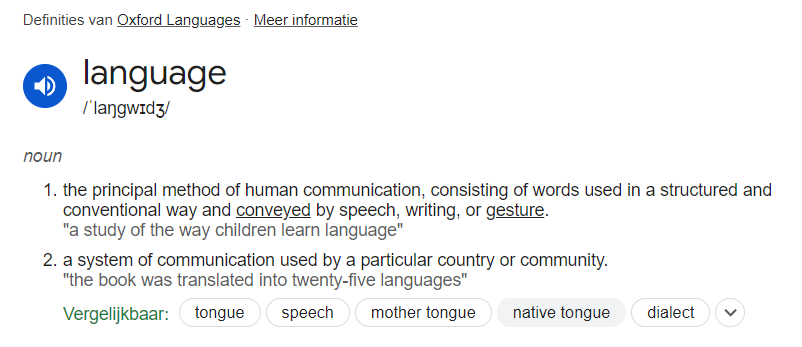 Definities van Oxford Languages · Meer informatie
language
/ˈlaŋɡwɪdʒ/
noun
1. the principal method of human communication, consisting of words used in a structured and
conventional way and conveyed by speech, writing, or gesture.
"a study of the way children learn language"
2. a system of communication used by a particular country or community.
"the book was translated into twenty-five languages"
Vergelijkbaar: tongue speech mother tongue native tongue dialect